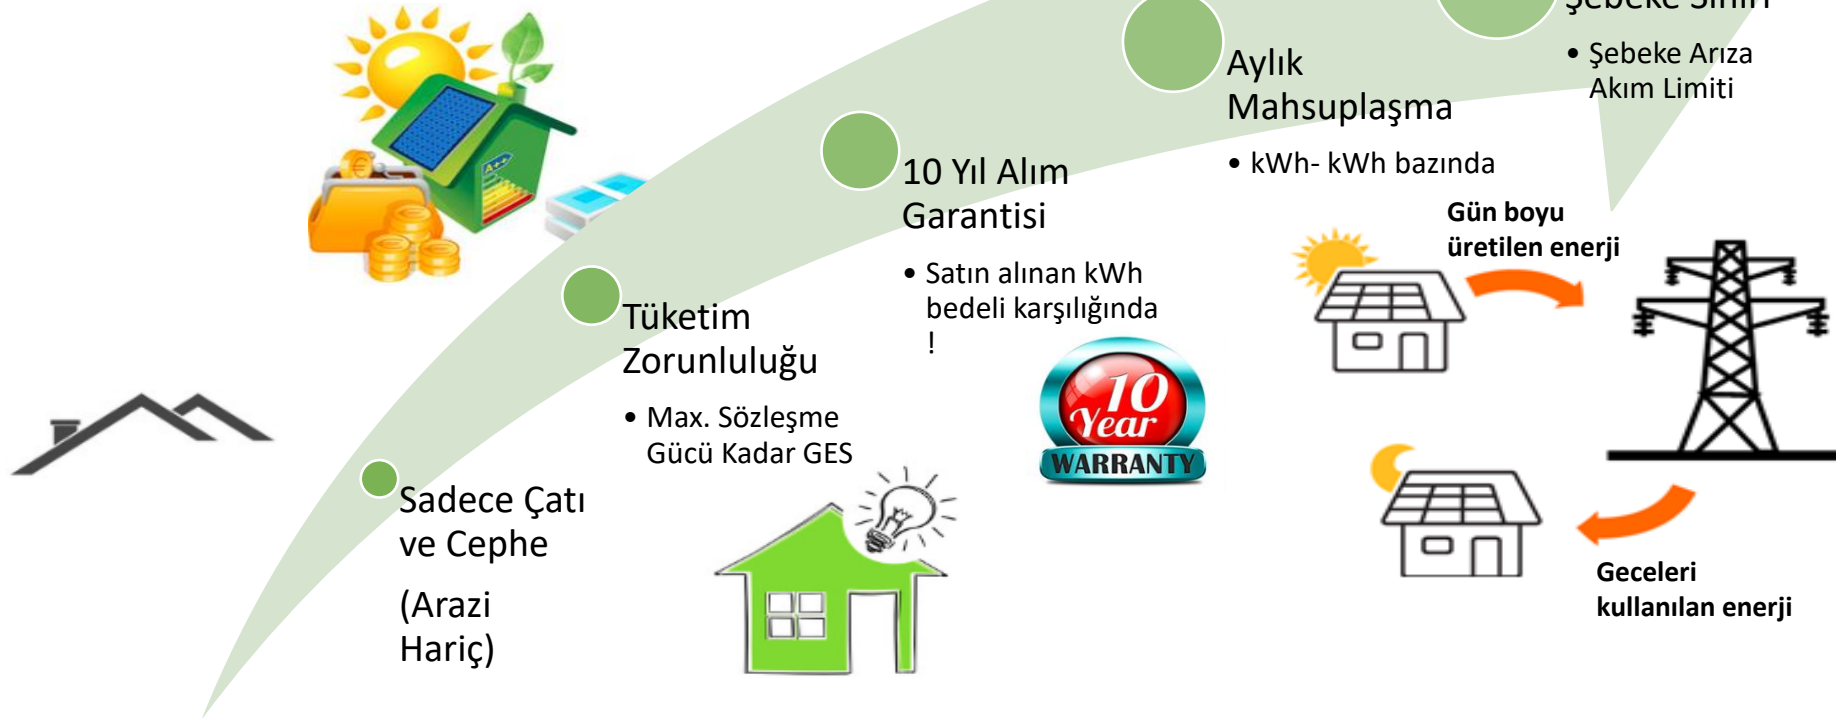 Sadece Çatı
ve Cephe
(Arazi
Hariç)
Tüketim
Zorunluluğu
• Max. Sözleşme
Gücü Kadar GES
10 Yıl Alım
Garantisi
• Satın alınan kWh
bedeli karşılığında
!
10
Year
WARRANTY
Aylık
Mahsuplaşma
• kWh- kWh bazında
Şebeke Sınırı
• Şebeke Arıza
Akım Limiti
Gün boyu
üretilen enerji
Geceleri
kullanılan enerji